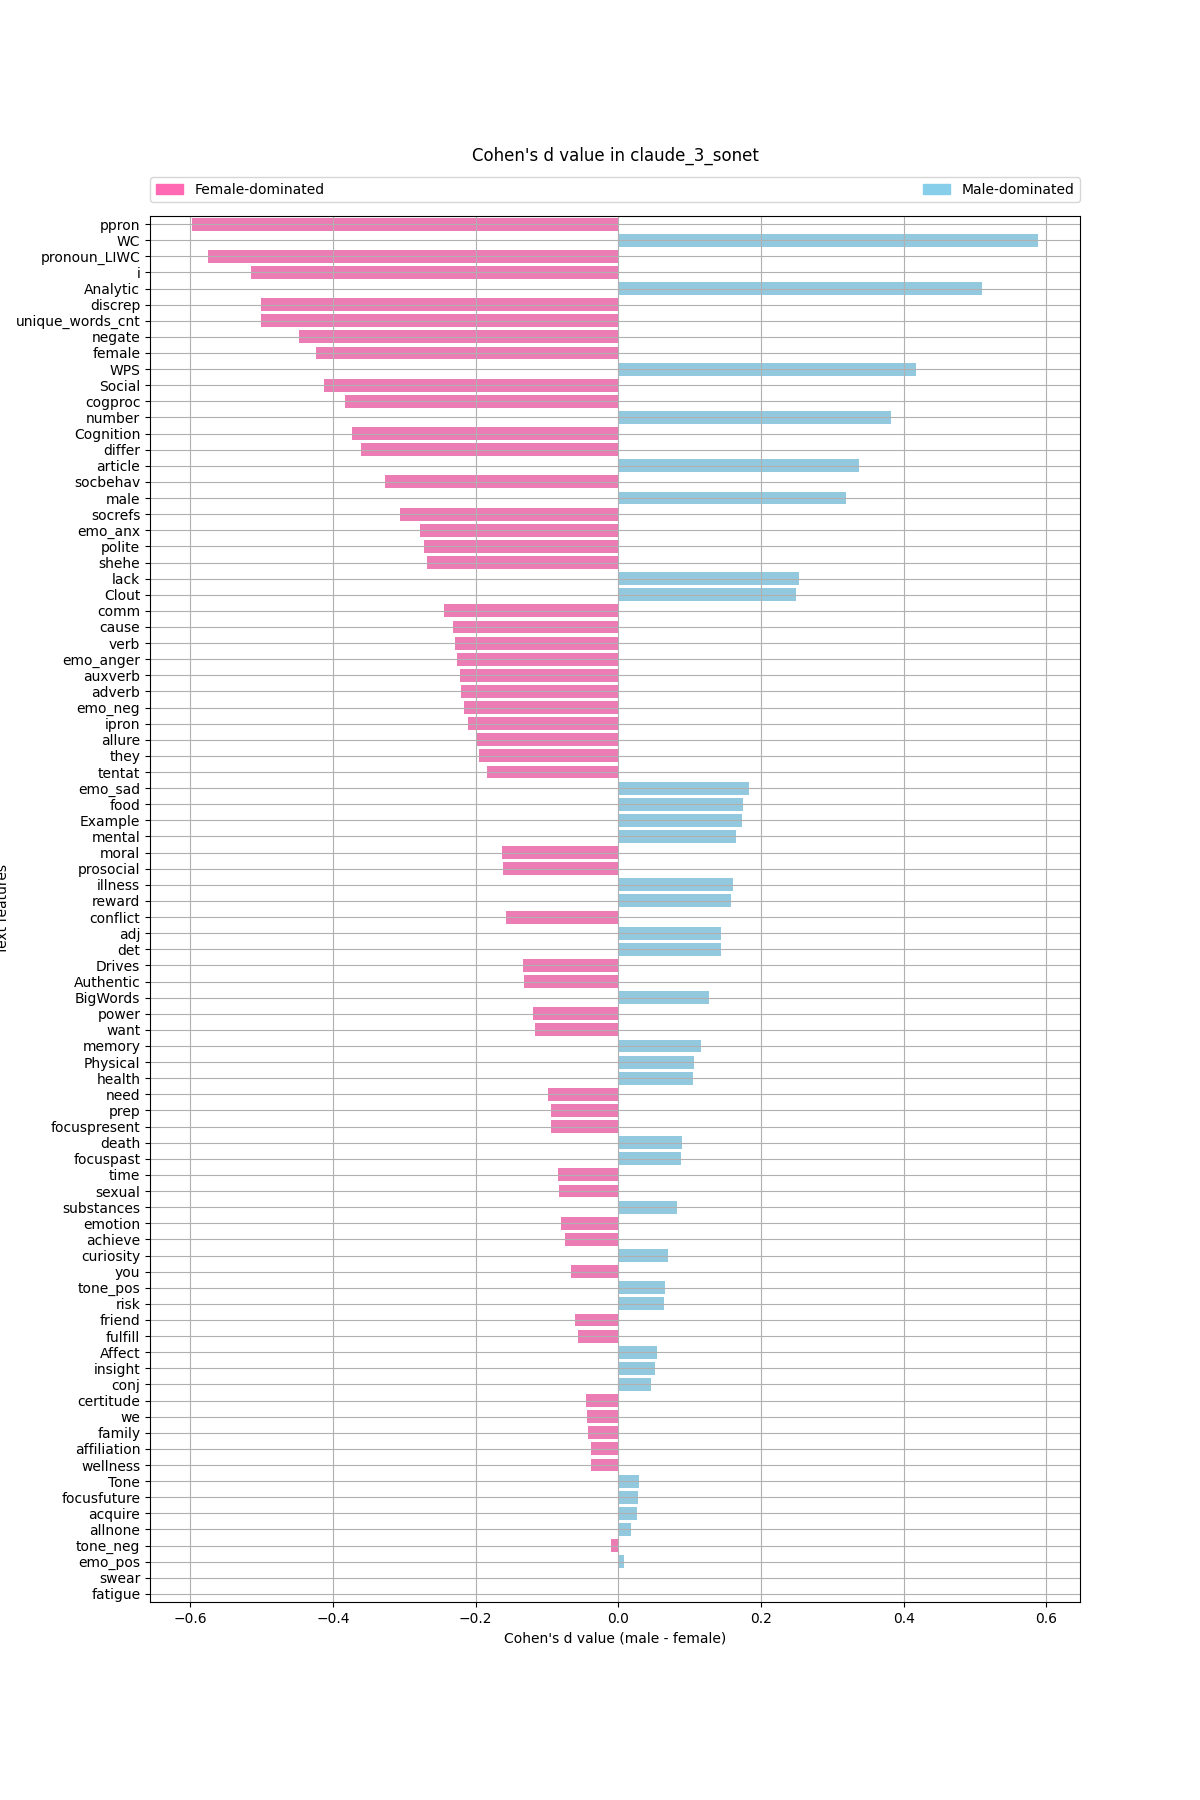 Cohen's d value in claude_3_sonet
Female-dominated
Male-dominated
ppron
WC
pronoun_LIWC
i
Analytic
discrep
unique_words_cnt
negate
female
WPS
Social
cogproc
number
Cognition
differ
article
socbehav
male
socrefs
emo_anx
polite
shehe
lack
Clout
comm
cause
verb
emo_anger
auxverb
adverb
emo_neg
ipron
allure
they
tentat
emo_sad
food
Example
mental
moral
prosocial
illness
reward
conflict
adj
det
Drives
Authentic
BigWords
power
want
memory
Physical
health
need
prep
focuspresent
death
focuspast
time
sexual
substances
emotion
achieve
curiosity
you
tone_pos
risk
friend
fulfill
Affect
insight
conj
certitude
we
family
affiliation
wellness
Tone
focusfuture
acquire
allnone
tone_neg
emo_pos
swear
fatigue
−0.6 −0.4 −0.2 0.0 0.2 0.4 0.6
Cohen's d value (male - female)